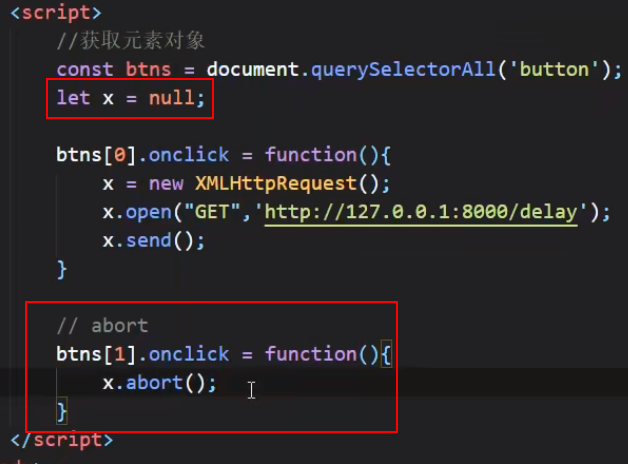 <script>
//获取元素对象
const btns = document.querySelectorAll('button');
let x = null;
btns[0].onclick = function(){
x = new XMLHttpRequest();
x.open("GET",'http://127.0.0.1:8000/delay');
x.send();
}
// abort
btns[1].onclick = function(){
x.abort();
}
</script>